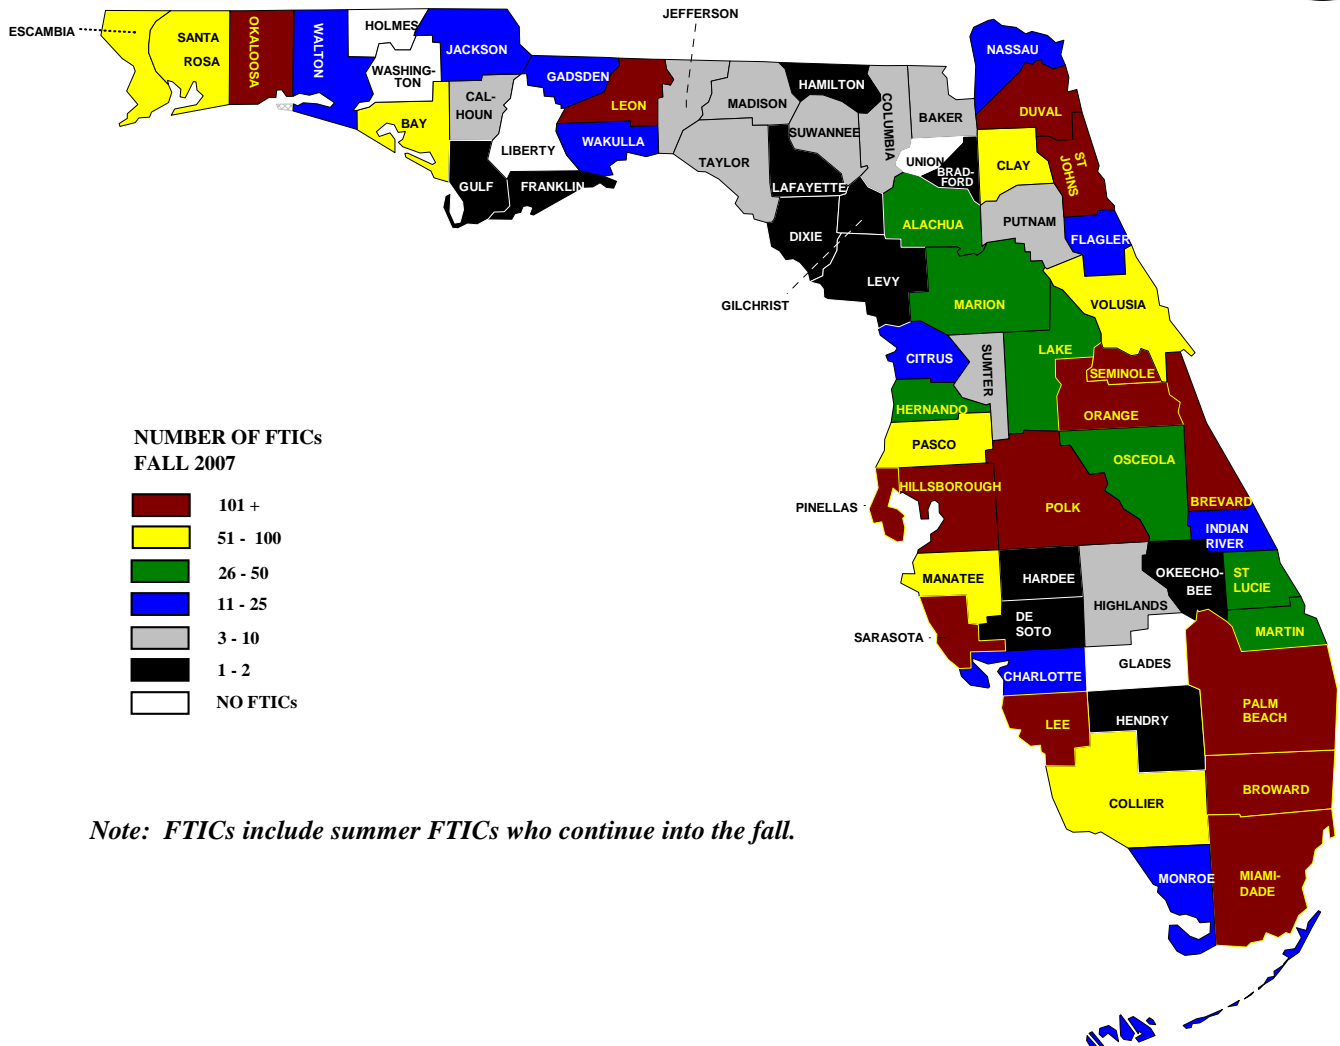 JEFFERSON
ESCAMBIA
SANTA
ROSA
OKALOOSA
WALTON
HOLMES
WASHING-
TON
JACKSON
BAY
CAL-
HOUN
GULF
LIBERTY
FRANKLIN
GADSDEN
LEON
WAKULLA
MADISON
TAYLOR
HAMILTON
SUWANNEE
LAFAYETTE
DIXIE
COLUMBIA
BAKER
UNION
BRAD-
FORD
NASSAU
DUVAL
CLAY
ST
JOHNS
ALACHUA
PUTNAM
FLAGLER
GILCHRIST
LEVY
MARION
VOLUSIA
CITRUS
SUMTER
LAKE
SEMINOLE
ORANGE
HERNANDO
PASCO
OSCEOLA
BREVARD
HILLSBOROUGH
PINELLAS
POLK
INDIAN
RIVER
MANATEE
HARDEE
HIGHLANDS
OKEECHO-
BEE
ST
LUCIE
MARTIN
SARASOTA
DE
SOTO
CHARLOTTE
GLADES
LEE
HENDRY
PALM
BEACH
COLLIER
BROWARD
MONROE
MIAMI-
DADE
NUMBER OF FTICs
FALL 2007
101 +
51 - 100
26 - 50
11 - 25
3 - 10
1 - 2
NO FTICs
Note: FTICs include summer FTICs who continue into the fall.